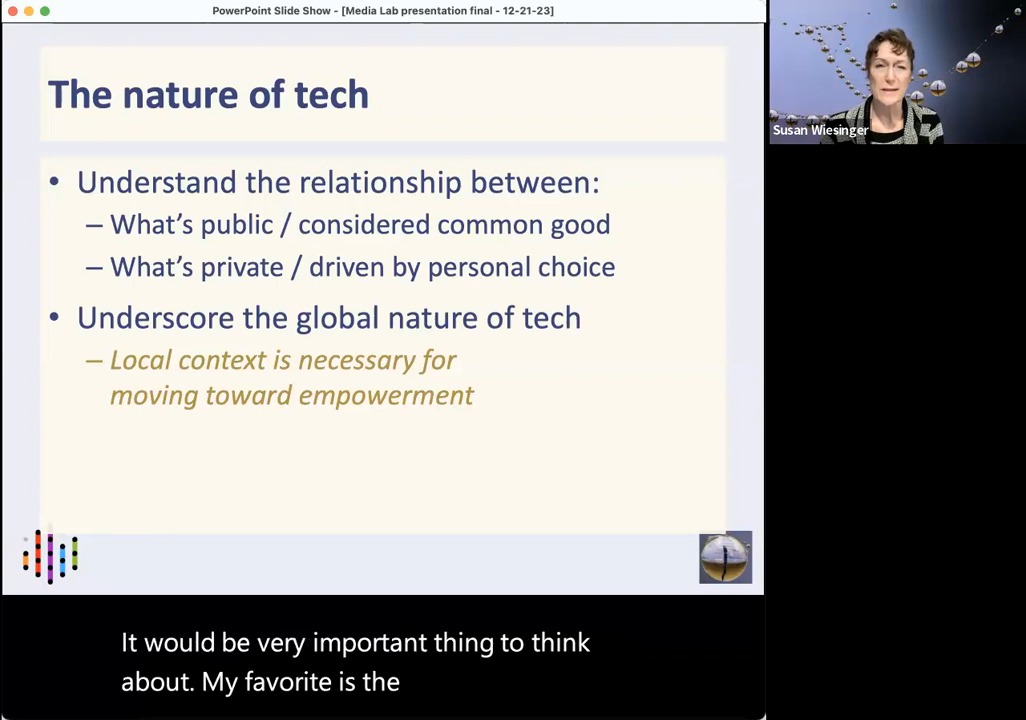 PowerPoint Slide Show - [Media Lab presentation final - 12-21-23]
The nature of tech
• Understand the relationship between:
– What's public / considered common good
– What's private / driven by personal choice
• Underscore the global nature of tech
– Local context is necessary for
moving toward empowerment
Susan Wiesinger
It would be very important thing to think
about. My favorite is the